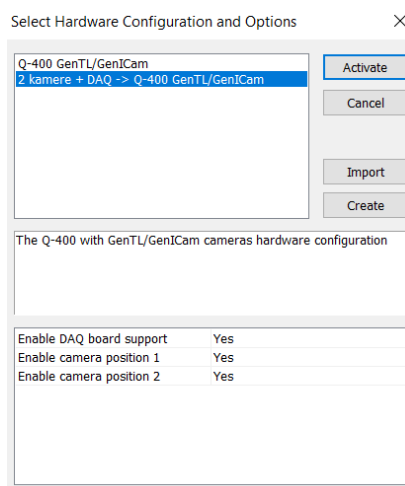 Select Hardware Configuration and Options
Q-400 GenTL/GenICam
2 kamere + DAQ -> Q-400 GenTL/GenICam
Activate
Cancel
Import
Create
The Q-400 with GenTL/GenICam cameras hardware configuration
Enable DAQ board support Yes
Enable camera position 1 Yes
Enable camera position 2 Yes